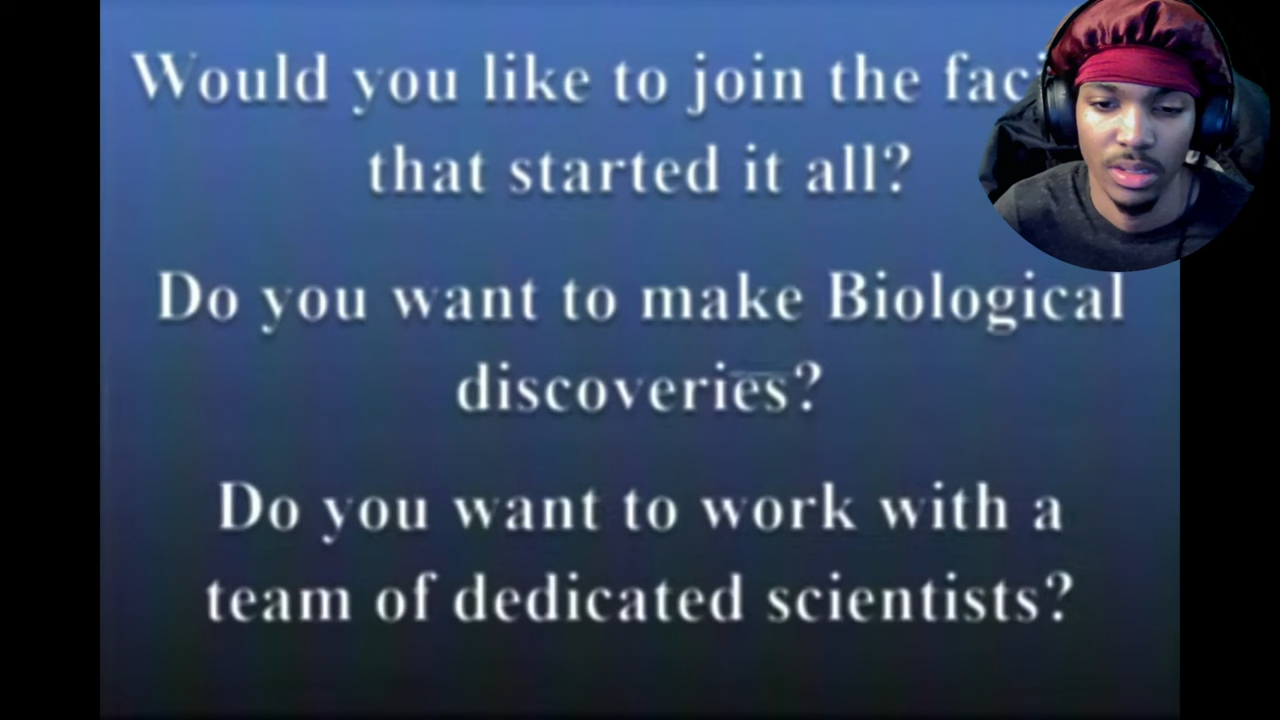 Would you like to join the
that started it all?
Do you want to make Biological
discoveries?
Do you want to work with a
team of dedicated scientists?